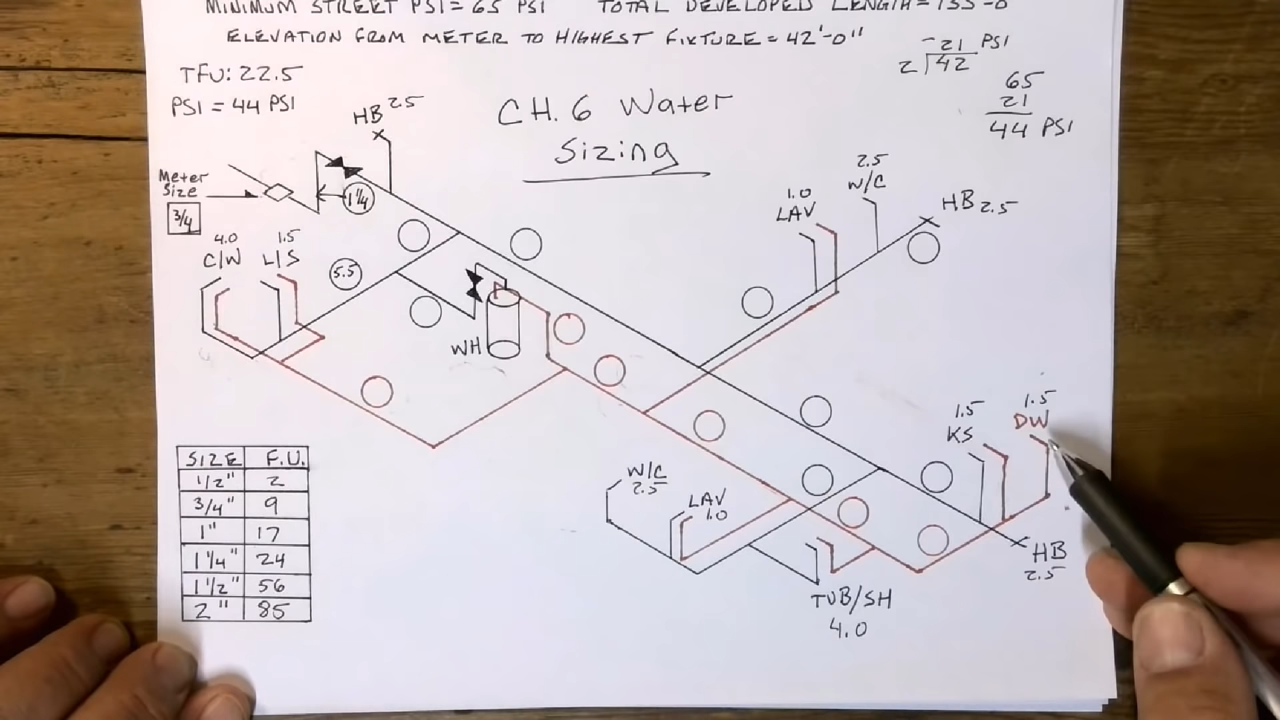 MINIMUM STREET PSI = 65 PSI TOTAL DEVELOPED LENGTH = 155'-0"
ELEVATION FROM METER TO HIGHEST FIXTURE = 42'-0"
21 PSI
2 42
TFU: 22.5
PSI = 44 PSI
65
21
44 PSI
CH. 6 Water
Sizing
HB 2.5
Meter
Size
3/4
1 1/4
4.0
C/W
1.5
L/S
5.5
WH
1.0
LAV
2.5
W/C
HB 2.5
1.5
KS
1.5
DW
HB
2.5
W/C
2.5
LAV
1.0
TUB/SH
4.0
SIZE F.U.
1/2" 2
3/4" 9
1" 17
1 1/4" 24
1 1/2" 56
2" 85